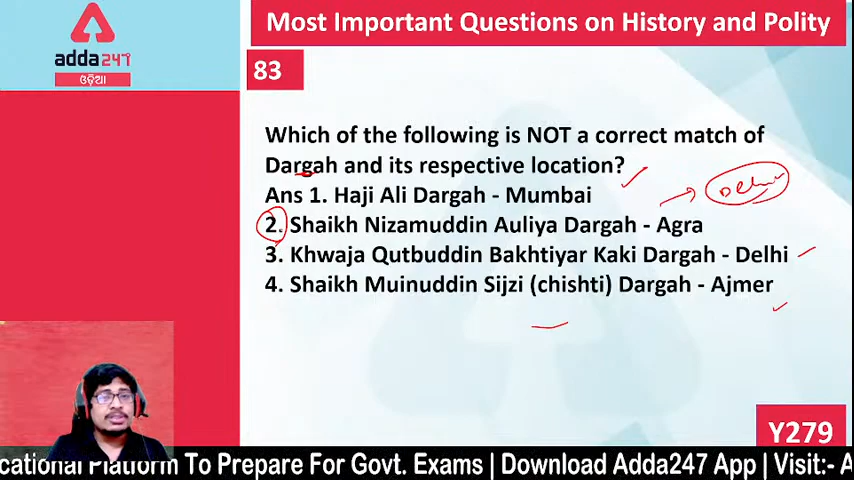 Most Important Questions on History and Polity
adda247
ଓଡ଼ିଆ
83
Which of the following is NOT a correct match of
Dargah and its respective location?
Ans 1. Haji Ali Dargah - Mumbai
Delhi
2. Shaikh Nizamuddin Auliya Dargah - Agra
3. Khwaja Qutbuddin Bakhtiyar Kaki Dargah - Delhi
4. Shaikh Muinuddin Sijzi (chishti) Dargah - Ajmer
Y279
cational Platform To Prepare For Govt. Exams | Download Adda247 App | Visit:- A